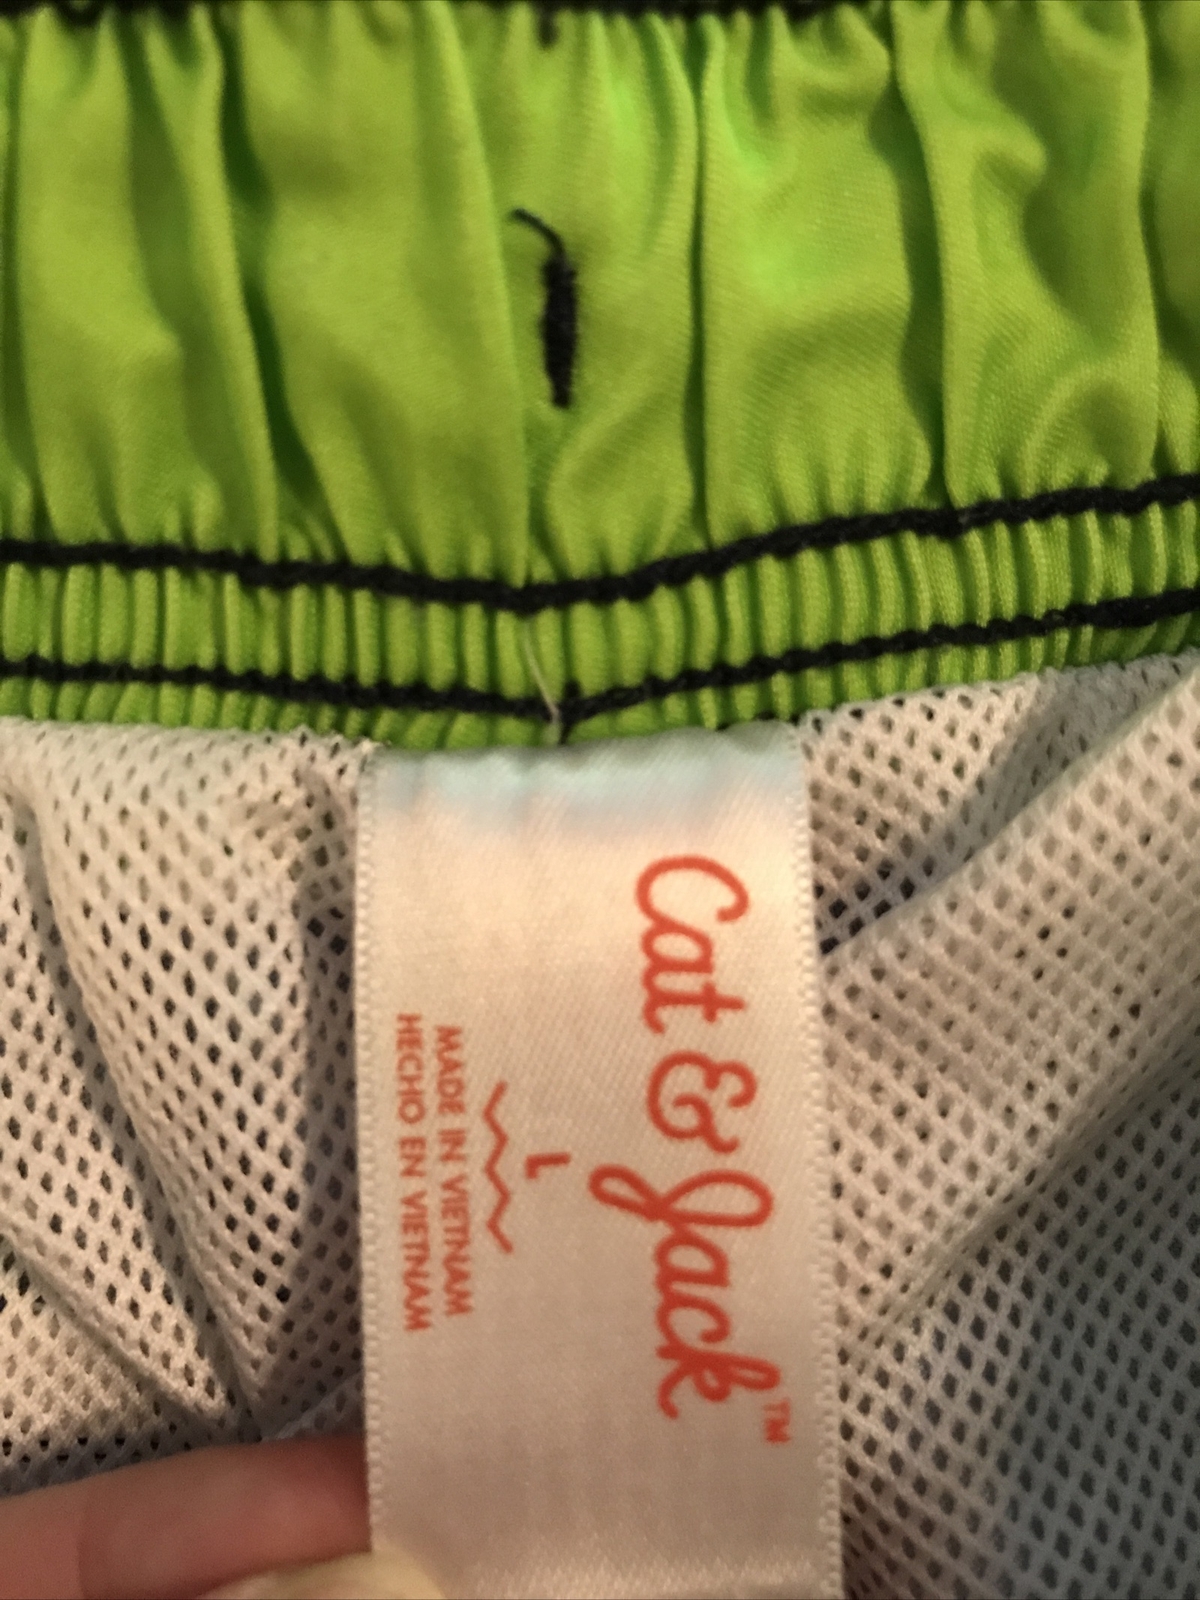 Cat & Jack™
L
MADE IN VIETNAM
HECHO EN VIETNAM